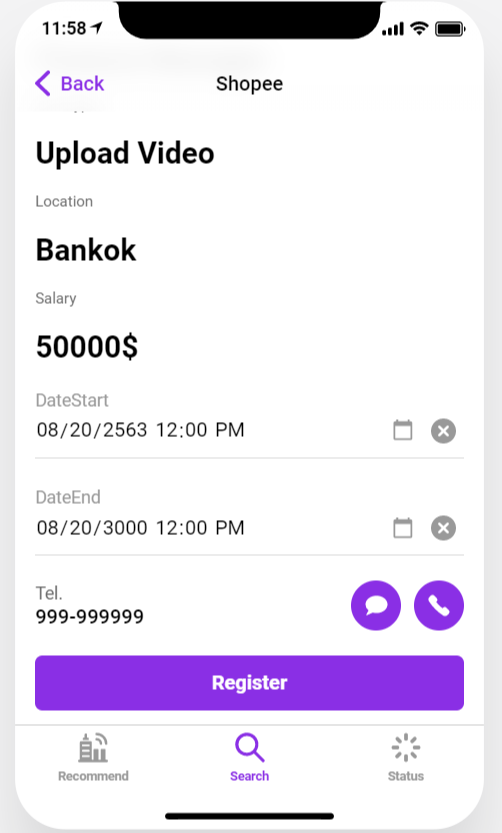 11:58
Back
Shopee
Upload Video
Location
Bankok
Salary
50000$
DateStart
08/20/2563 12:00 PM
DateEnd
08/20/3000 12:00 PM
Tel.
999-999999
Register
Recommend
Search
Status